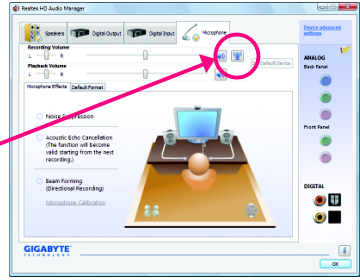 Realtek HD Audio Manager
Speakers
Digital Output
Digital Input
Microphone
Device advanced
settings
Recording Volume
L
R
Playback Volume
L
R
Default Device
Microphone Effects
Default Format
Noise Suppression
Acoustic Echo Cancellation
(The function will become
valid starting from the next
recording.)
Beam Forming
(Directional Recording)
Microphone Calibration
ANALOG
Back Panel
Front Panel
DIGITAL
GIGABYTE
TECHNOLOGY
i
OK